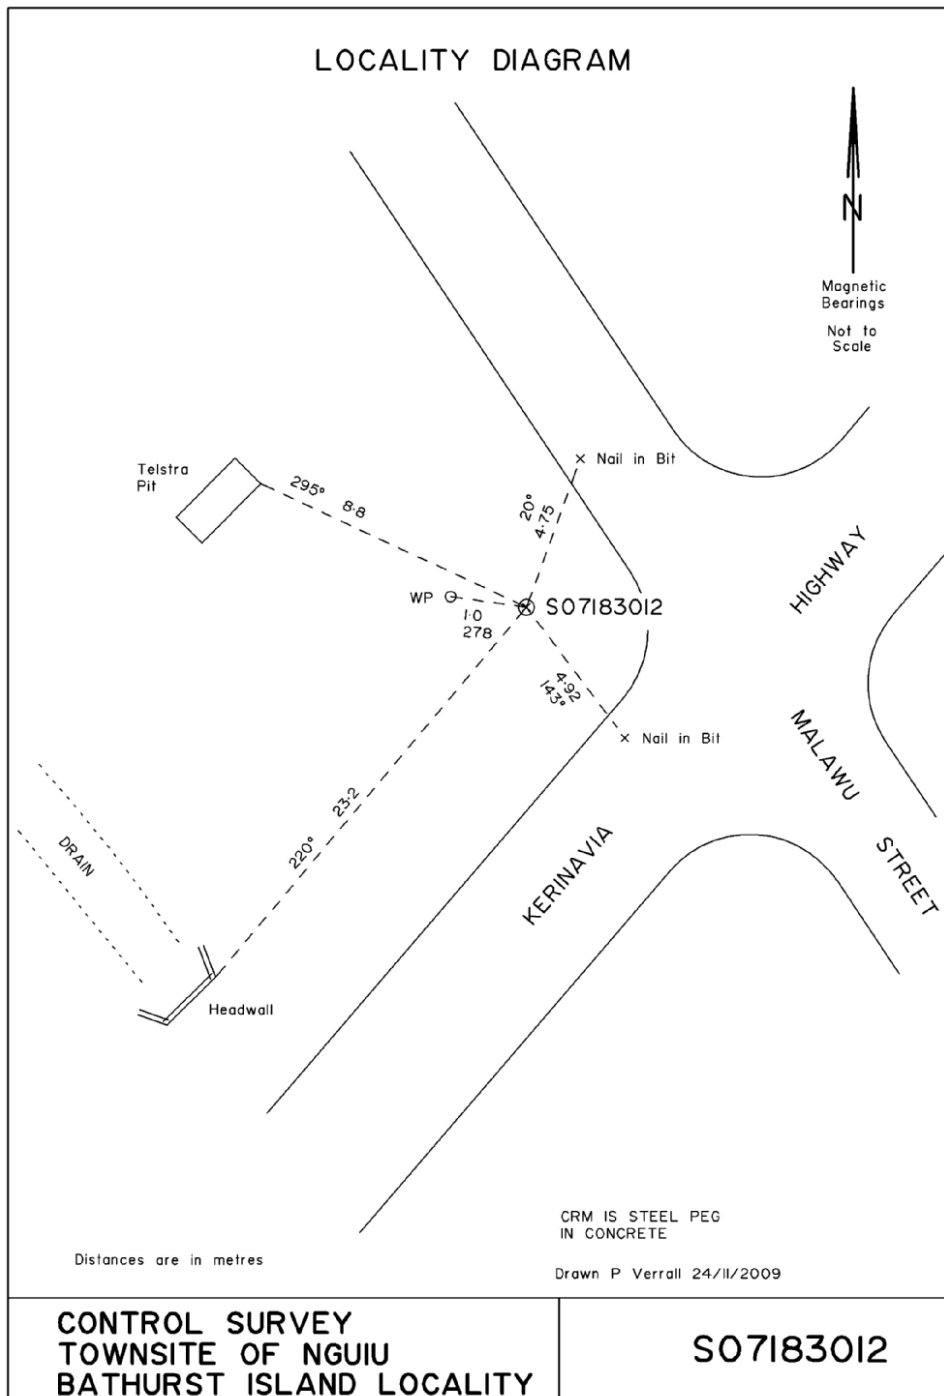 LOCALITY DIAGRAM
N
Magnetic
Bearings
Not to
Scale
Telstra
Pit
295° 8·8
Nail in Bit
20°
4·75
WP
1·0
278
S07183012
HIGHWAY
4·92
143°
Nail in Bit
MALAWU STREET
KERINAVIA
220° 23·2
DRAIN
Headwall
CRM IS STEEL PEG
IN CONCRETE
Distances are in metres
Drawn P Verrall 24/11/2009
CONTROL SURVEY
TOWNSITE OF NGUIU
BATHURST ISLAND LOCALITY
S07183012